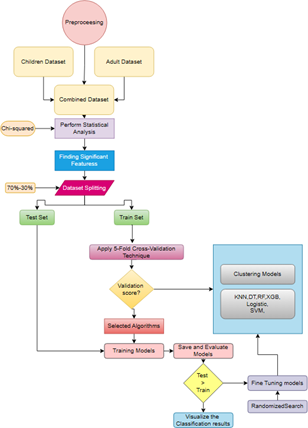 Preprocessing
Children Dataset
Adult Dataset
Combined Dataset
Chi-squared
Perform Statistical
Analysis
Finding Significant
Featuress
70%-30%
Dataset Splitting
Test Set
Train Set
Apply 5-Fold Cross-Validation
Technique
Validation
score?
Clustering Models
KNN,DT,RF,XGB,
Logistic,
SVM,
Selected Algorithms
Training Models
Save and Evaluate
Models
Test
>
Train
Fine Tuning models
RandomizedSearch
Visualize the
Classification results